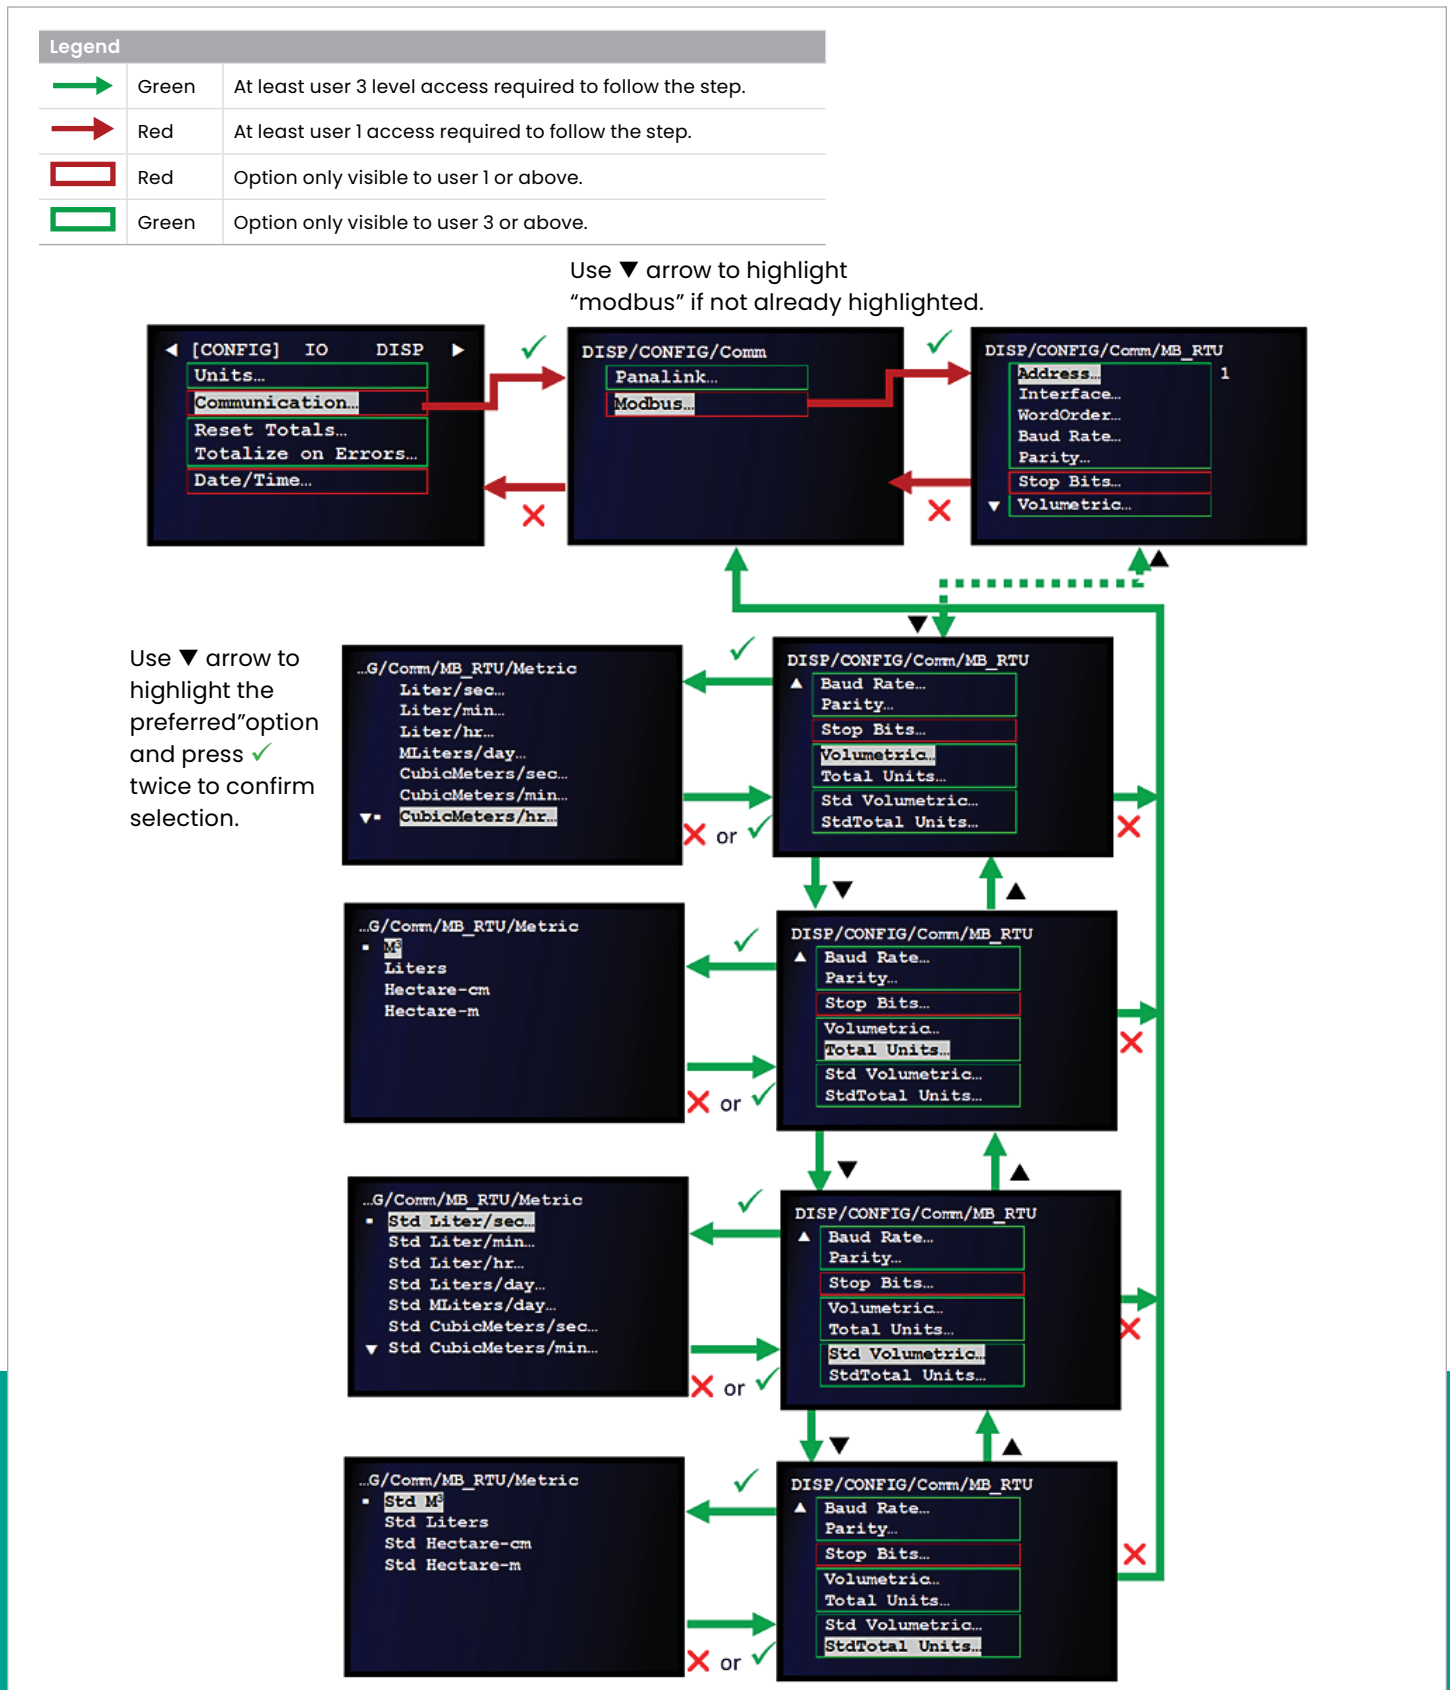 Legend
Green At least user 3 level access required to follow the step.
Red At least user 1 access required to follow the step.
Red Option only visible to user 1 or above.
Green Option only visible to user 3 or above.
Use ▼ arrow to highlight
“modbus” if not already highlighted.
◀ [CONFIG] IO DISP ▶
Units…
Communication…
Reset Totals…
Totalize on Errors…
Date/Time…
DISP/CONFIG/Comm
Panalink…
Modbus…
DISP/CONFIG/Comm/MB_RTU
Address… 1
Interface…
WordOrder…
Baud Rate…
Parity…
Stop Bits…
▼ Volumetric…
Use ▼ arrow to
highlight the
preferred”option
and press ✓
twice to confirm
selection.
…G/Comm/MB_RTU/Metric
Liter/sec…
Liter/min…
Liter/hr…
MLiters/day…
CubicMeters/sec…
CubicMeters/min…
CubicMeters/hr…
✗ or ✓
DISP/CONFIG/Comm/MB_RTU
▲ Baud Rate…
Parity…
Stop Bits…
Volumetric…
Total Units…
Std Volumetric…
StdTotal Units…
…G/Comm/MB_RTU/Metric
M³
Liters
Hectare-cm
Hectare-m
✗ or ✓
DISP/CONFIG/Comm/MB_RTU
▲ Baud Rate…
Parity…
Stop Bits…
Volumetric…
Total Units…
Std Volumetric…
StdTotal Units…
…G/Comm/MB_RTU/Metric
Std Liter/sec…
Std Liter/min…
Std Liter/hr…
Std Liters/day…
Std MLiters/day…
Std CubicMeters/sec…
▼ Std CubicMeters/min…
✗ or ✓
DISP/CONFIG/Comm/MB_RTU
▲ Baud Rate…
Parity…
Stop Bits…
Volumetric…
Total Units…
Std Volumetric…
StdTotal Units…
…G/Comm/MB_RTU/Metric
Std M³
Std Liters
Std Hectare-cm
Std Hectare-m
✗ or ✓
DISP/CONFIG/Comm/MB_RTU
▲ Baud Rate…
Parity…
Stop Bits…
Volumetric…
Total Units…
Std Volumetric…
StdTotal Units…